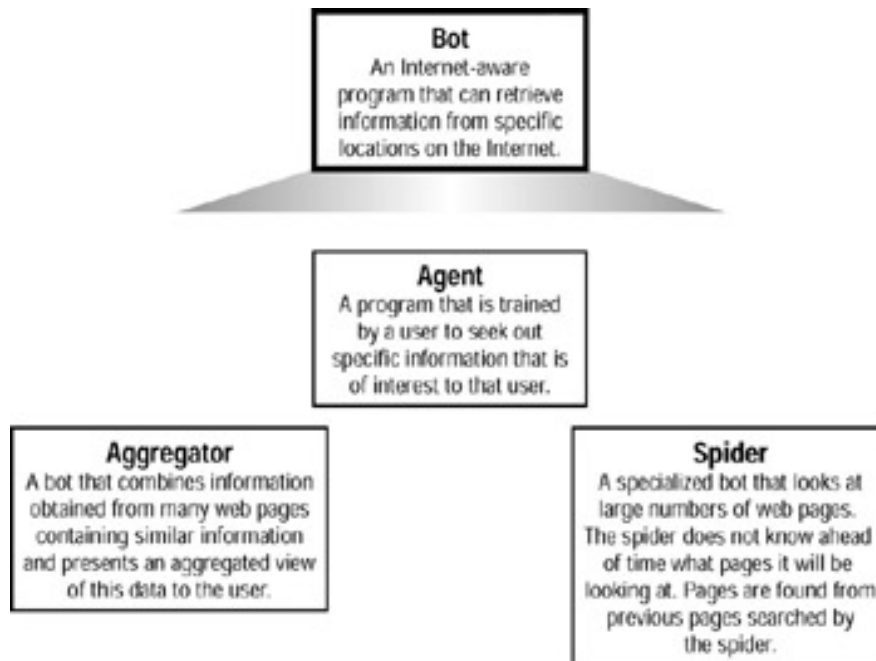 Bot
An Internet-aware
program that can retrieve
information from specific
locations on the Internet.
Agent
A program that is trained
by a user to seek out
specific information that is
of interest to that user.
Aggregator
A bot that combines information
obtained from many web pages
containing similar information
and presents an aggregated view
of this data to the user.
Spider
A specialized bot that looks at
large numbers of web pages.
The spider does not know ahead
of time what pages it will be
looking at. Pages are found from
previous pages searched by
the spider.